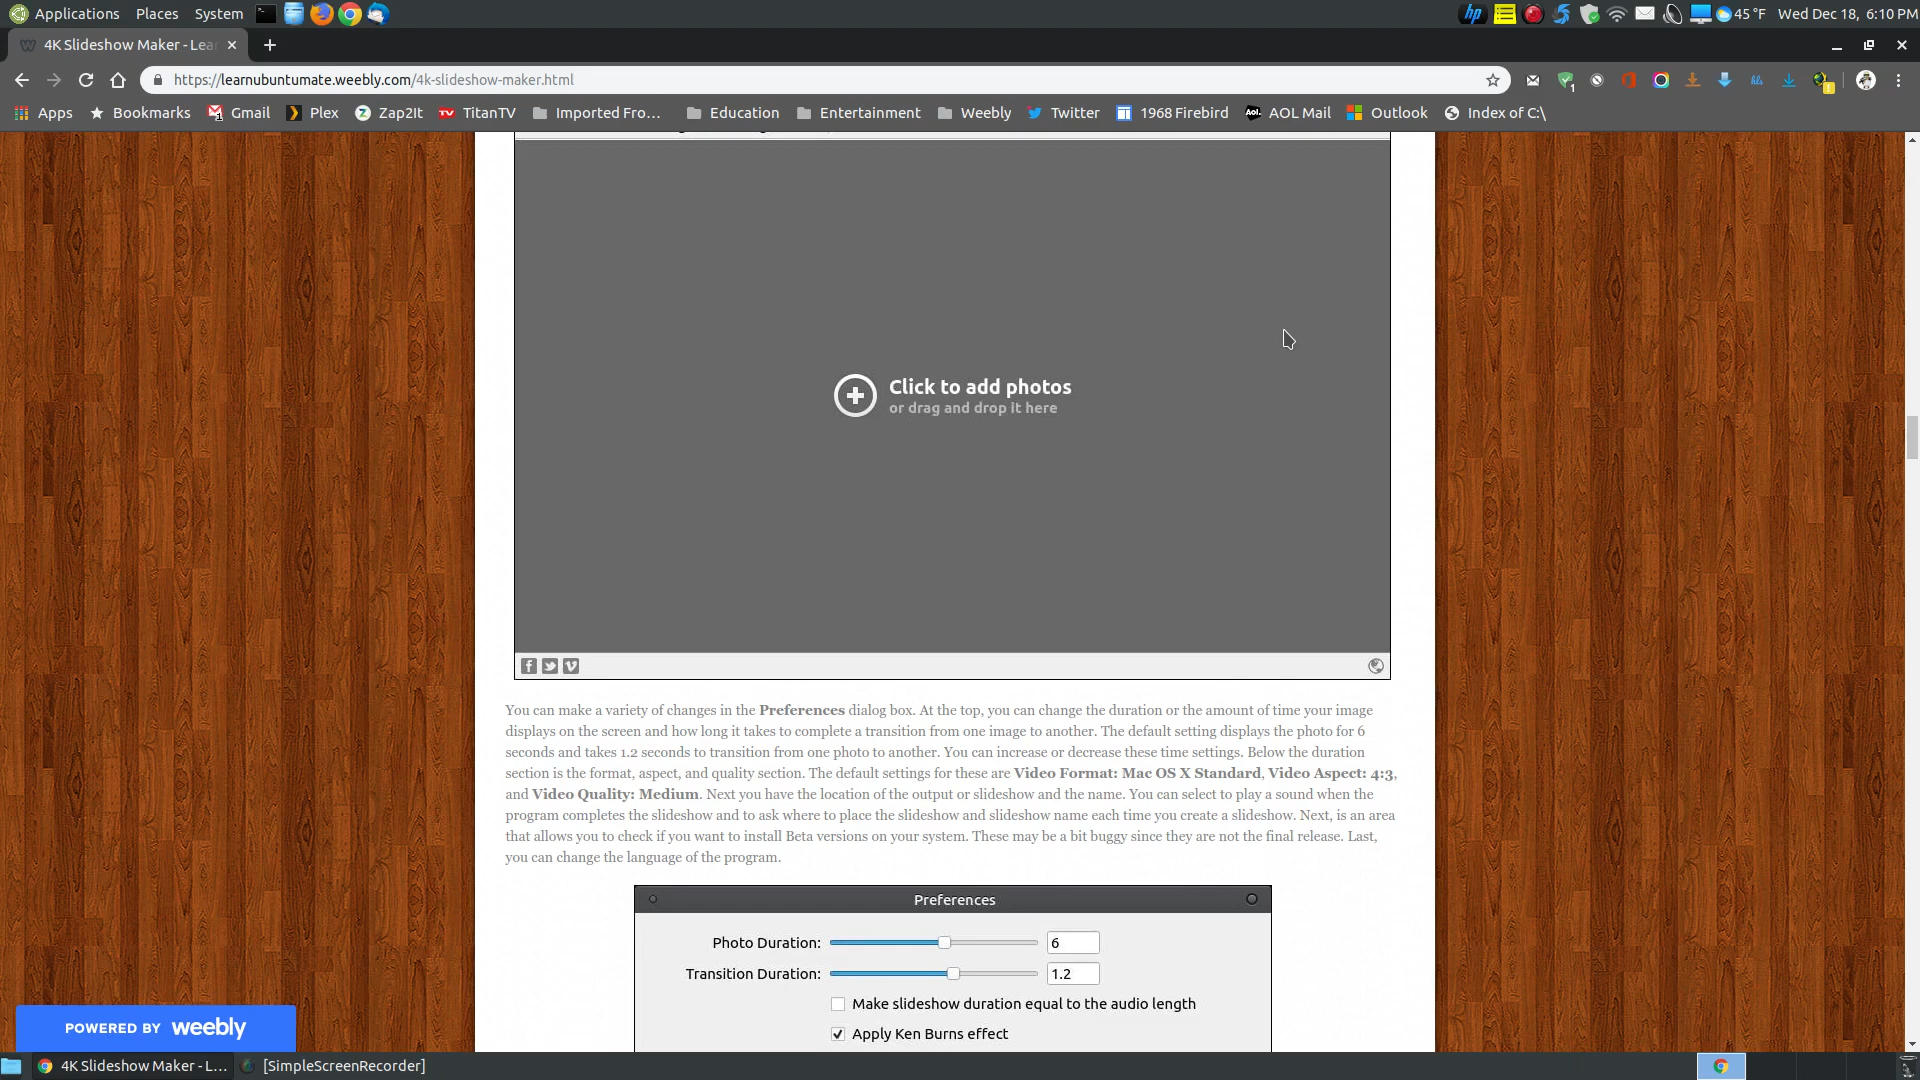 Applications Places System
45 °F Wed Dec 18, 6:10 PM
4K Slideshow Maker - Lea
https://learnubuntumate.weebly.com/4k-slideshow-maker.html
Apps Bookmarks Gmail Plex Zap2It TitanTV Imported Fro... Education Entertainment Weebly Twitter 1968 Firebird AOL Mail Outlook Index of C:\
Click to add photos
or drag and drop it here
You can make a variety of changes in the Preferences dialog box. At the top, you can change the duration or the amount of time your image
displays on the screen and how long it takes to complete a transition from one image to another. The default setting displays the photo for 6
seconds and takes 1.2 seconds to transition from one photo to another. You can increase or decrease these time settings. Below the duration
section is the format, aspect, and quality section. The default settings for these are Video Format: Mac OS X Standard, Video Aspect: 4:3,
and Video Quality: Medium. Next you have the location of the output or slideshow and the name. You can select to play a sound when the
program completes the slideshow and to ask where to place the slideshow and slideshow name each time you create a slideshow. Next, is an area
that allows you to check if you want to install Beta versions on your system. These may be a bit buggy since they are not the final release. Last,
you can change the language of the program.
Preferences
Photo Duration: 6
Transition Duration: 1.2
Make slideshow duration equal to the audio length
Apply Ken Burns effect
POWERED BY weebly
4K Slideshow Maker - L... [SimpleScreenRecorder]